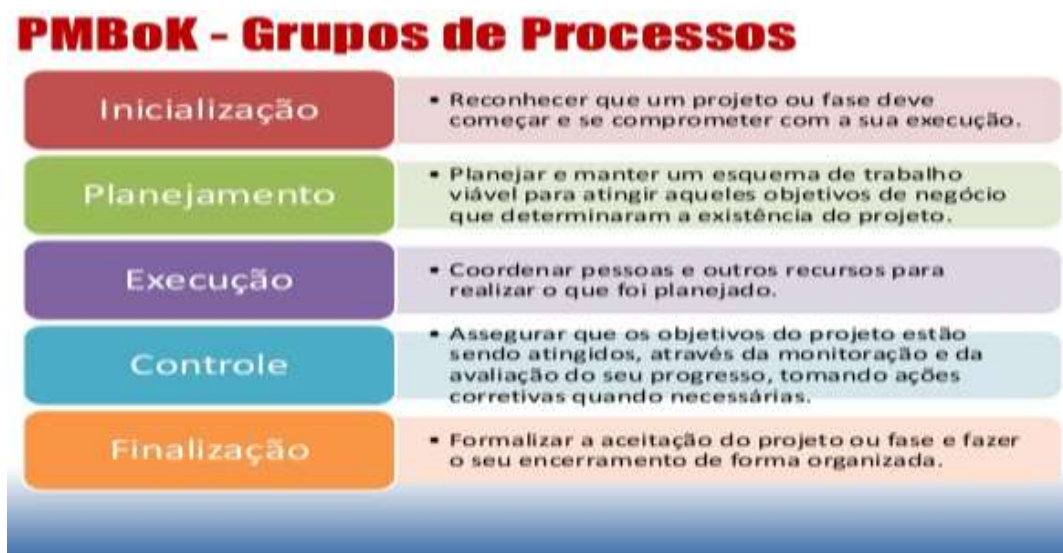 PMBoK - Grupos de Processos
Inicialização
• Reconhecer que um projeto ou fase deve
começar e se comprometer com a sua execução.
Planejamento
• Planejar e manter um esquema de trabalho
viável para atingir aqueles objetivos de negócio
que determinaram a existência do projeto.
Execução
• Coordenar pessoas e outros recursos para
realizar o que foi planejado.
Controle
• Assegurar que os objetivos do projeto estão
sendo atingidos, através da monitoração e da
avaliação do seu progresso, tomando ações
corretivas quando necessárias.
Finalização
• Formalizar a aceitação do projeto ou fase e fazer
o seu encerramento de forma organizada.